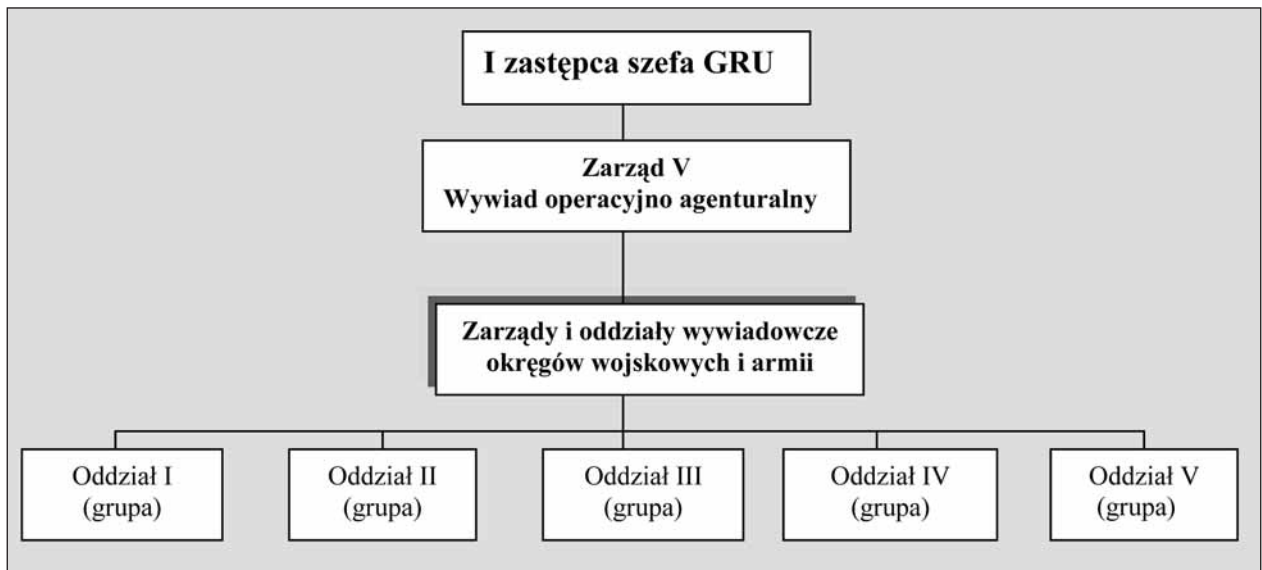 I zastępca szefa GRU
Zarząd V
Wywiad operacyjno agenturalny
Zarządy i oddziały wywiadowcze
okręgów wojskowych i armii
Oddział I
(grupa)
Oddział II
(grupa)
Oddział III
(grupa)
Oddział IV
(grupa)
Oddział V
(grupa)